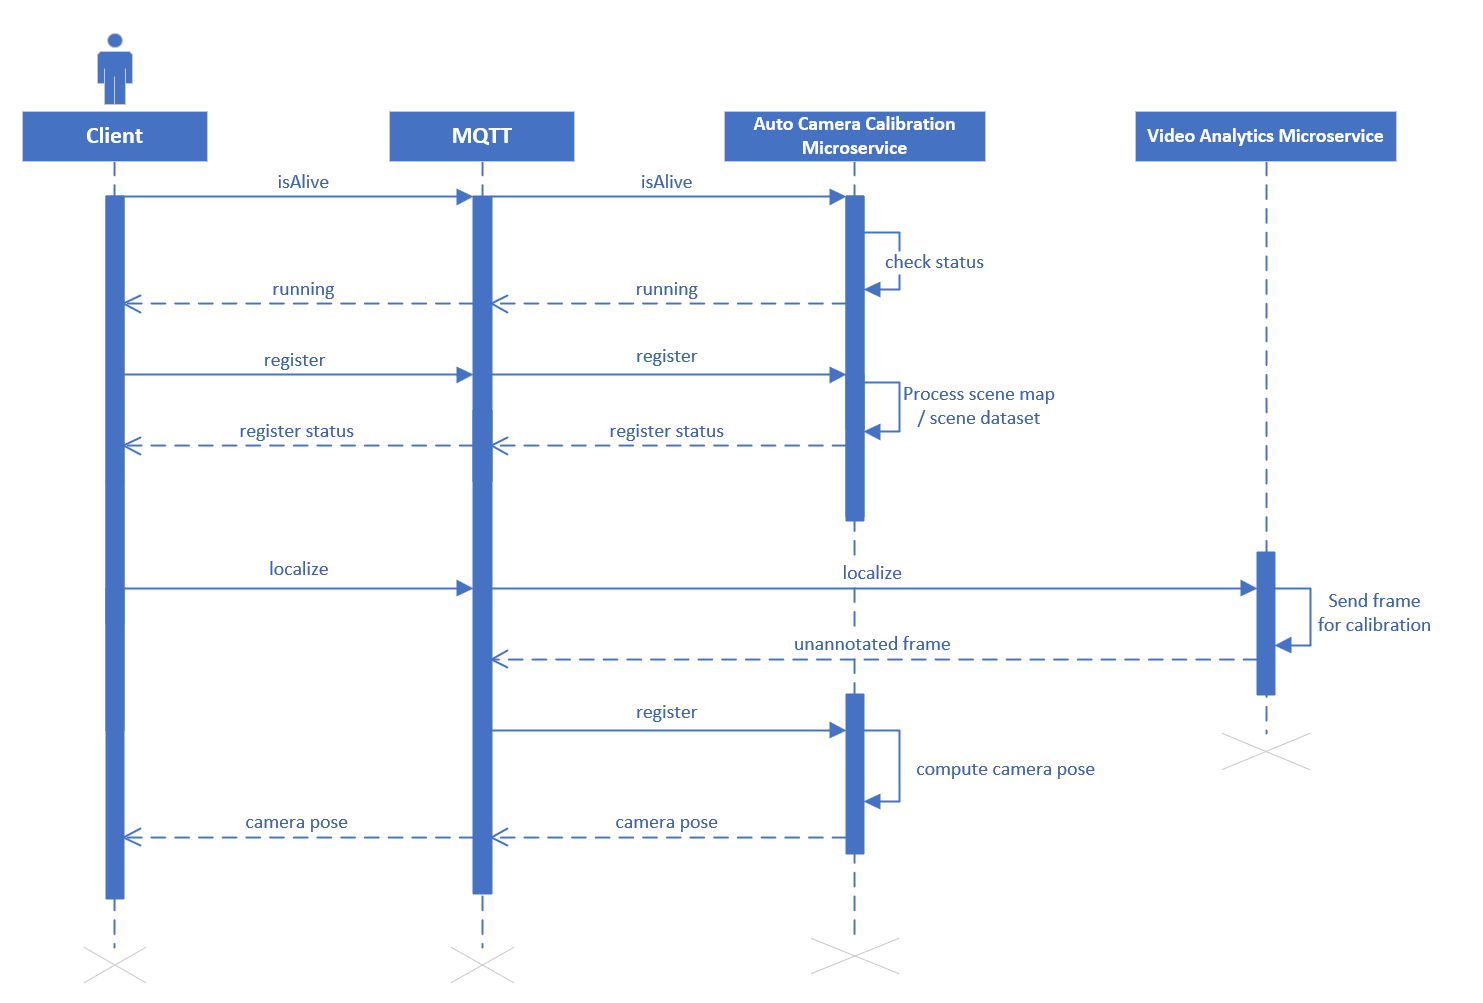 Client
MQTT
Auto Camera Calibration
Microservice
Video Analytics Microservice
isAlive
isAlive
check status
running
running
register
register
Process scene map
/ scene dataset
register status
register status
localize
localize
Send frame
for calibration
unannotated frame
register
compute camera pose
camera pose
camera pose